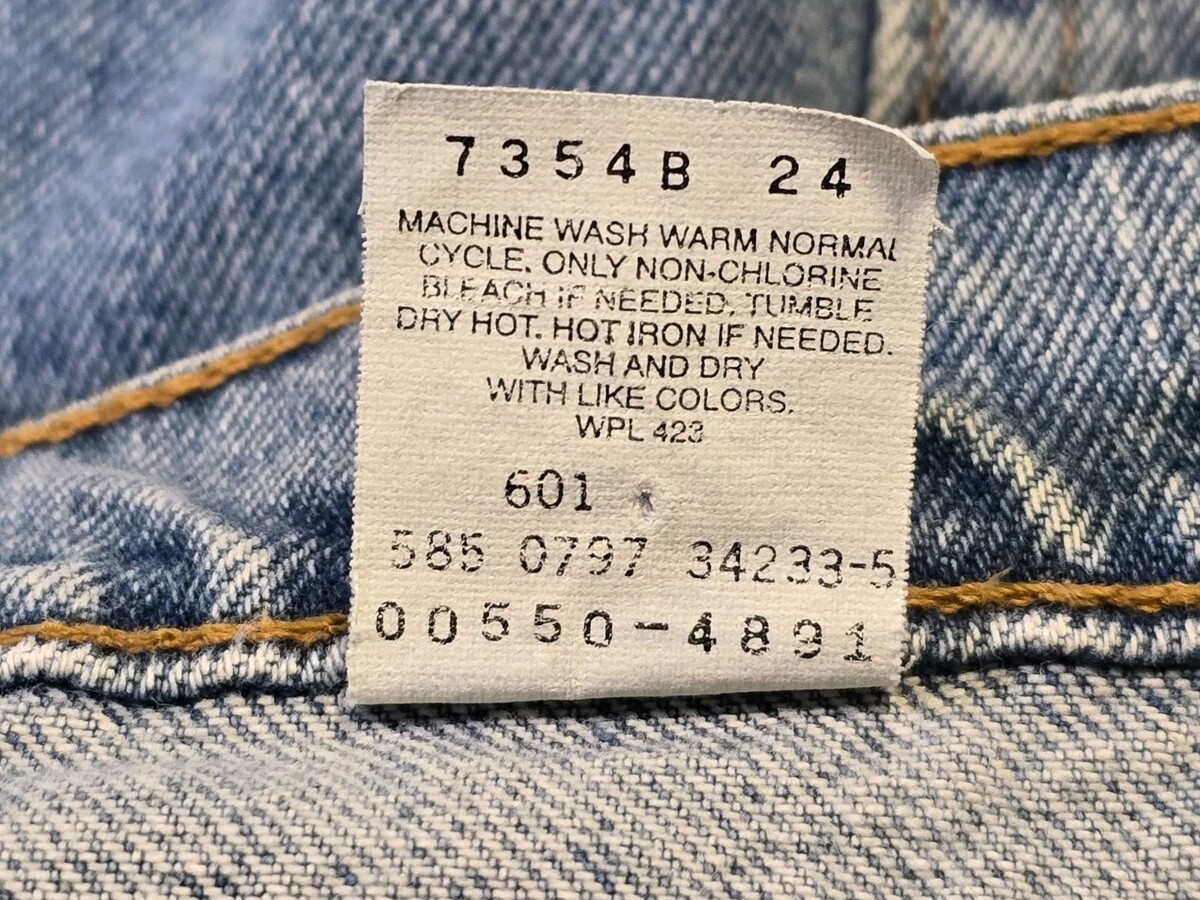 7354B 24
MACHINE WASH WARM NORMAL
CYCLE. ONLY NON-CHLORINE
BLEACH IF NEEDED. TUMBLE
DRY HOT. HOT IRON IF NEEDED.
WASH AND DRY
WITH LIKE COLORS.
WPL 423
601
585 0797 34233-5
00550-4891